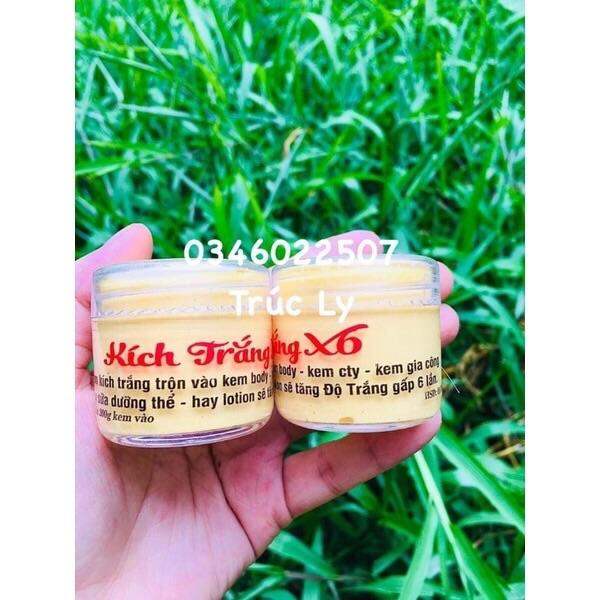 0346022507
Trúc Ly
Kích Trắng
kích trắng trộn vào kem body -
sữa dưỡng thể - hay lotion sẽ
200g kem vào
X6
body - kem cty - kem gia công
sẽ tăng Độ Trắng gấp 6 lần.